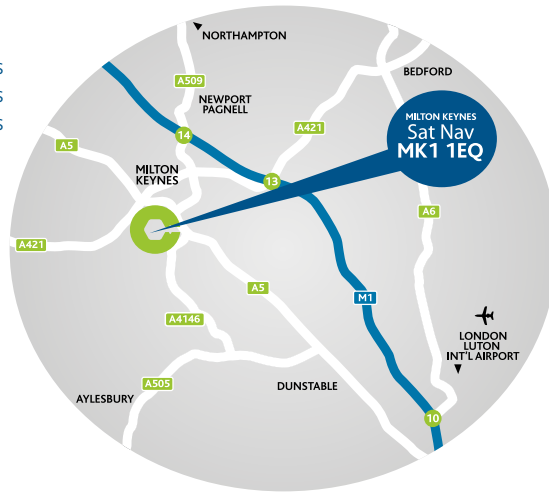 NORTHAMPTON
S
S
S
A509
BEDFORD
NEWPORT
PAGNELL
A421
MILTON KEYNES
Sat Nav
MK1 1EQ
14
A5
MILTON
KEYNES
13
A6
A421
A5
M1
A4146
LONDON
LUTON
INT'L AIRPORT
A505
DUNSTABLE
AYLESBURY
10